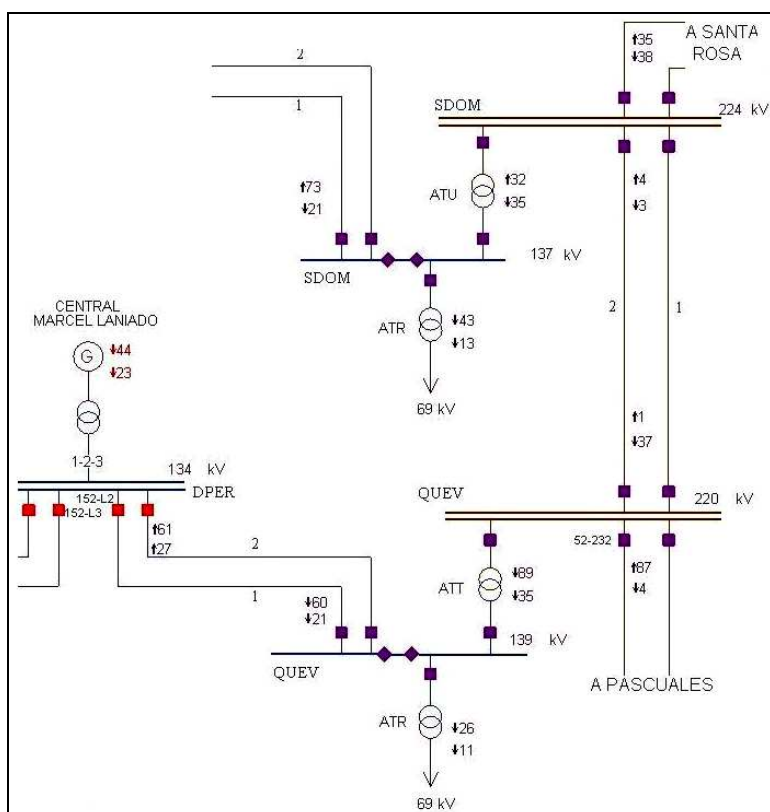 A SANTA
ROSA
↑35
↓38
2
1
SDOM
224 kV
↑73
↓21
ATU
↑32
↓35
↑4
↓3
SDOM
137 kV
2
1
CENTRAL
MARCEL LANIADO
G
↓44
↓23
ATR
↓43
↓13
69 kV
↑1
↓37
1-2-3
134 kV
DPER
152-L2
152-L3
QUEV
220 kV
↑61
↑27
2
1
52-232
↑87
↓4
ATT
↓89
↓35
↓60
↓21
139 kV
QUEV
A PASCUALES
ATR
↓26
↓11
69 kV